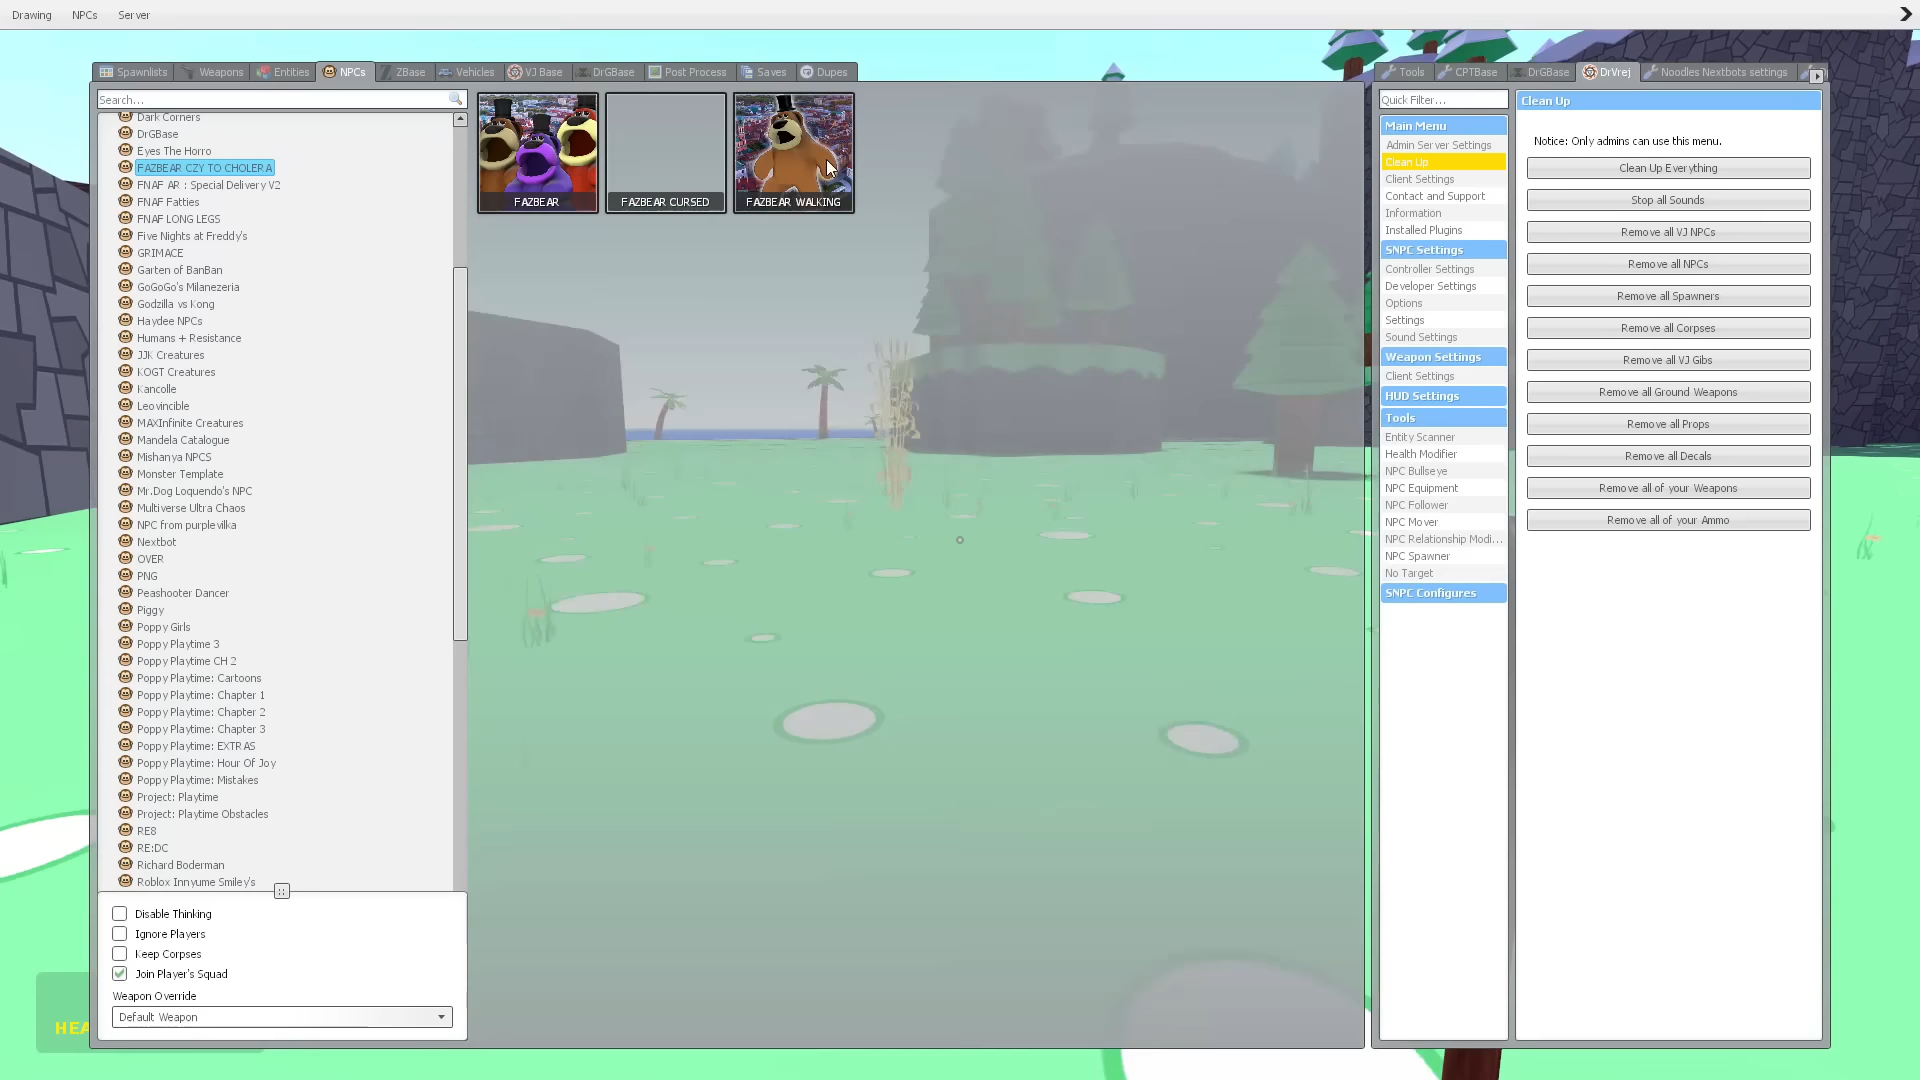 Drawing NPCs Server
Spawnlists Weapons Entities NPCs ZBase Vehicles VJ Base DrGBase Post Process Saves Dupes
Tools CPTBase DrGBase DrVrej Noodles Nextbots settings
Search...
Dark Corners
DrGBase
Eyes The Horro
FAZBEAR CZY TO CHOLERA
FNAF AR : Special Delivery V2
FNAF Fatties
FNAF LONG LEGS
Five Nights at Freddy's
GRIMACE
Garten of BanBan
GoGoGo's Milanezeria
Godzilla vs Kong
Haydee NPCs
Humans + Resistance
JJK Creatures
KOGT Creatures
Kancolle
Leovincible
MAXInfinite Creatures
Mandela Catalogue
Mishanya NPCS
Monster Template
Mr.Dog Loquendo's NPC
Multiverse Ultra Chaos
NPC from purplevilka
Nextbot
OVER
PNG
Peashooter Dancer
Piggy
Poppy Girls
Poppy Playtime 3
Poppy Playtime CH 2
Poppy Playtime: Cartoons
Poppy Playtime: Chapter 1
Poppy Playtime: Chapter 2
Poppy Playtime: Chapter 3
Poppy Playtime: EXTRAS
Poppy Playtime: Hour Of Joy
Poppy Playtime: Mistakes
Project: Playtime
Project: Playtime Obstacles
RE8
RE:DC
Richard Boderman
Roblox Innyume Smiley's
Disable Thinking
Ignore Players
Keep Corpses
Join Player's Squad
Weapon Override
Default Weapon
HEA
FAZBEAR
FAZBEAR CURSED
FAZBEAR WALKING
Quick Filter...
Main Menu
Admin Server Settings
Clean Up
Client Settings
Contact and Support
Information
Installed Plugins
SNPC Settings
Controller Settings
Developer Settings
Options
Settings
Sound Settings
Weapon Settings
Client Settings
HUD Settings
Tools
Entity Scanner
Health Modifier
NPC Bullseye
NPC Equipment
NPC Follower
NPC Mover
NPC Relationship Modi...
NPC Spawner
No Target
SNPC Configures
Clean Up
Notice: Only admins can use this menu.
Clean Up Everything
Stop all Sounds
Remove all VJ NPCs
Remove all NPCs
Remove all Spawners
Remove all Corpses
Remove all VJ Gibs
Remove all Ground Weapons
Remove all Props
Remove all Decals
Remove all of your Weapons
Remove all of your Ammo